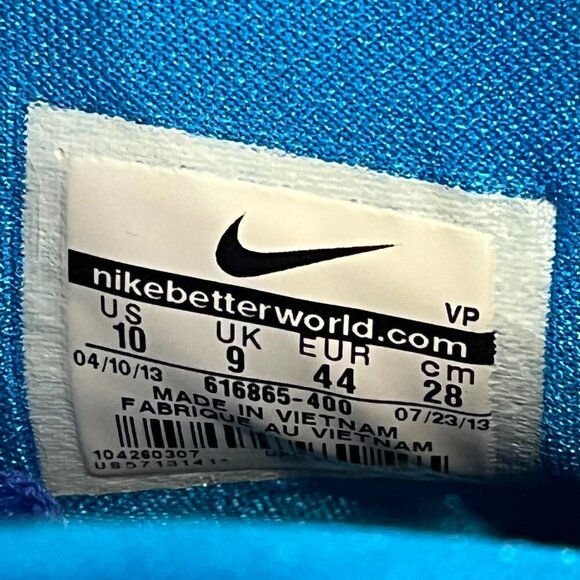 VP
nikebetterworld.com
US UK EUR cm
10 9 44 28
04/10/13 616865-400 07/23/13
MADE IN VIETNAM
FABRIQUE AU VIETNAM
104260307